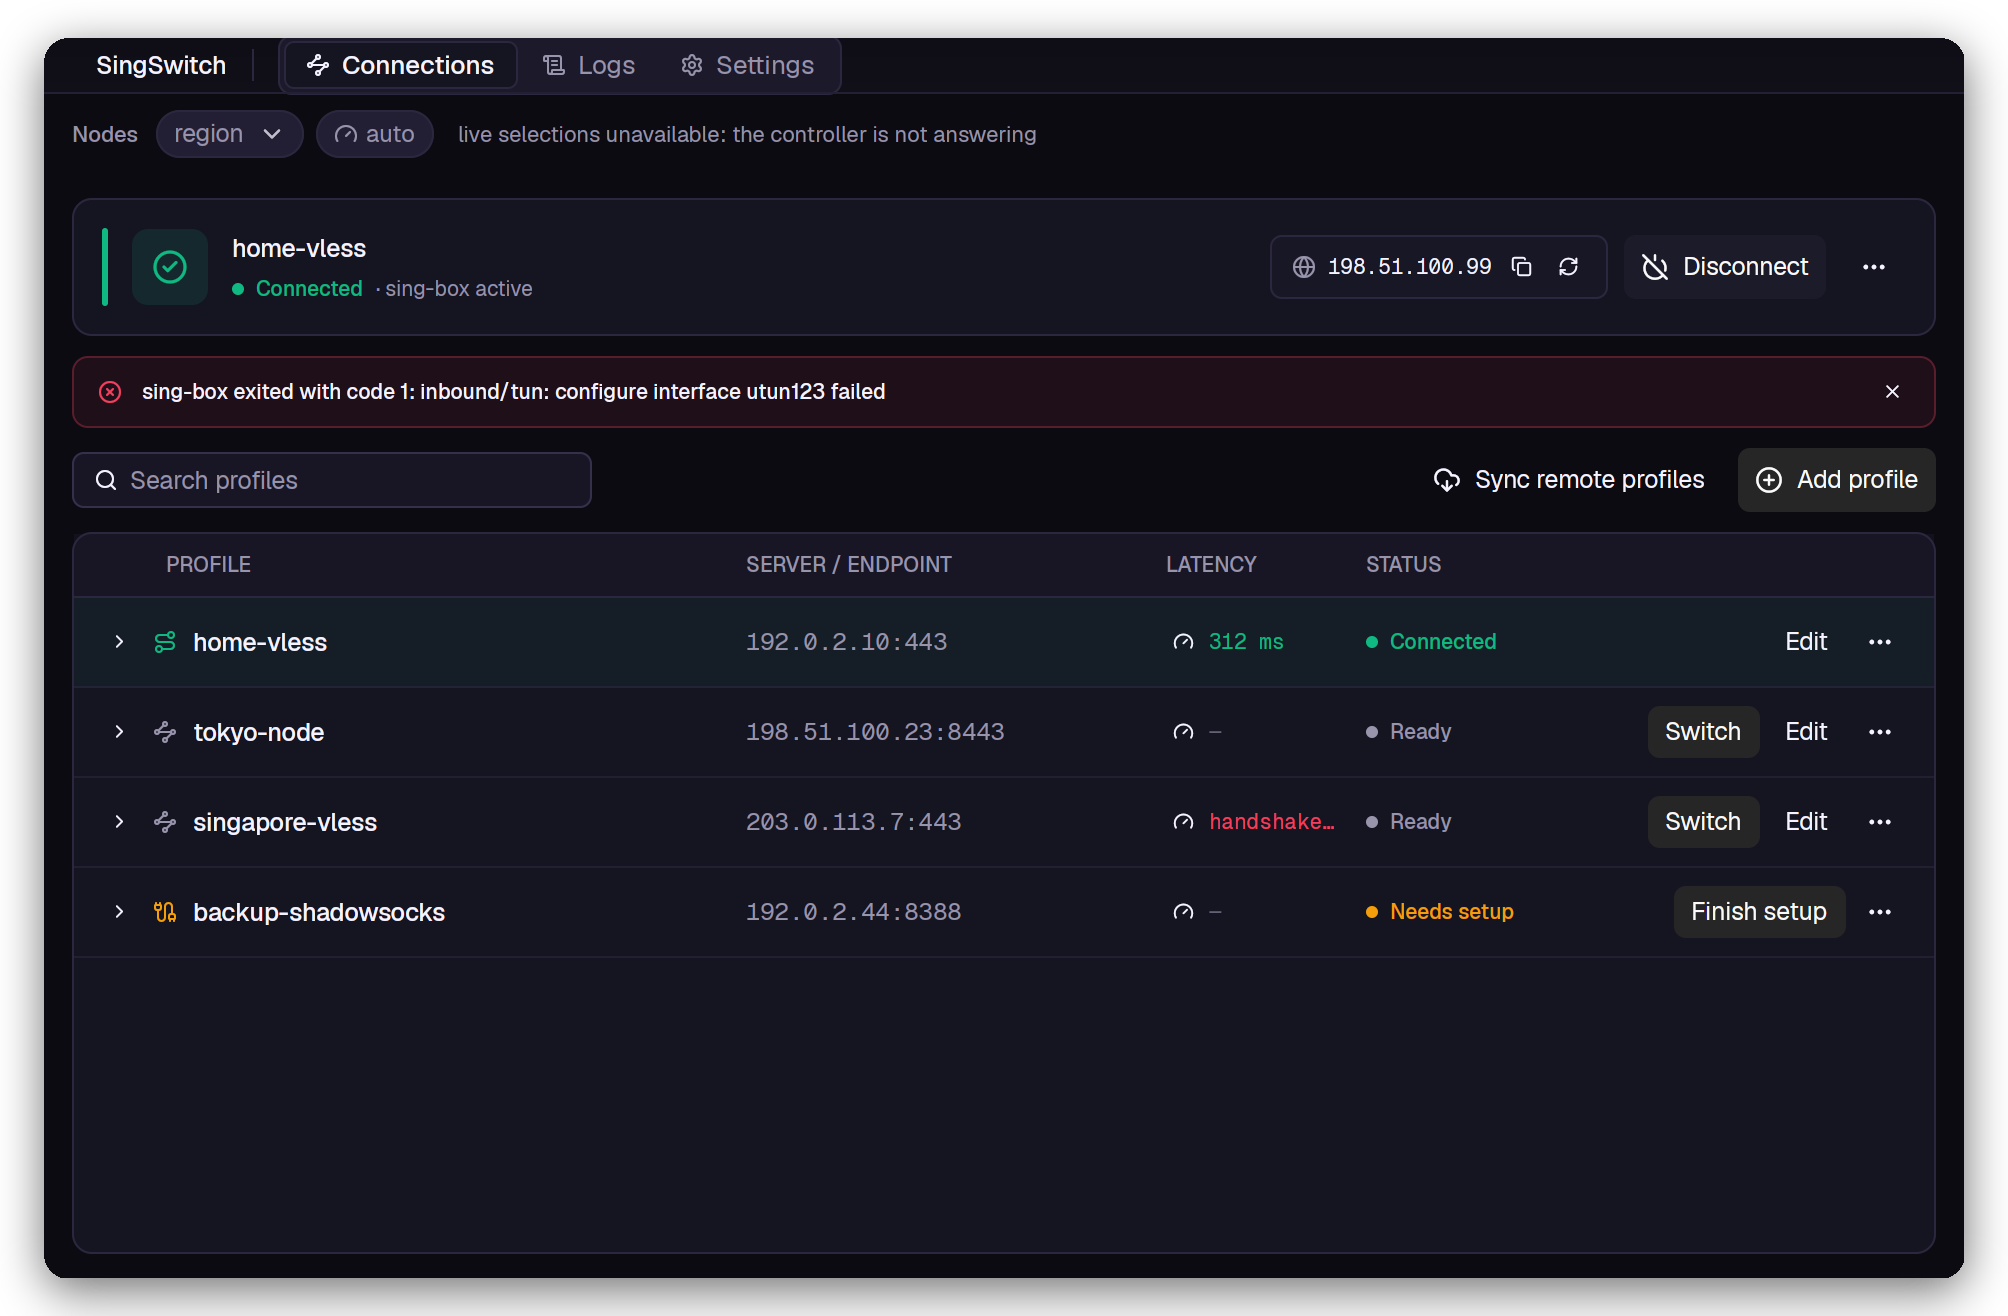 SingSwitch
Connections
Logs
Settings
Nodes
region
auto
live selections unavailable: the controller is not answering
home-vless
Connected · sing-box active
198.51.100.99
Disconnect
sing-box exited with code 1: inbound/tun: configure interface utun123 failed
Search profiles
Sync remote profiles
Add profile
PROFILE
SERVER / ENDPOINT
LATENCY
STATUS
home-vless
192.0.2.10:443
312 ms
Connected
Edit
tokyo-node
198.51.100.23:8443
–
Ready
Switch
Edit
singapore-vless
203.0.113.7:443
handshake…
Ready
Switch
Edit
backup-shadowsocks
192.0.2.44:8388
–
Needs setup
Finish setup